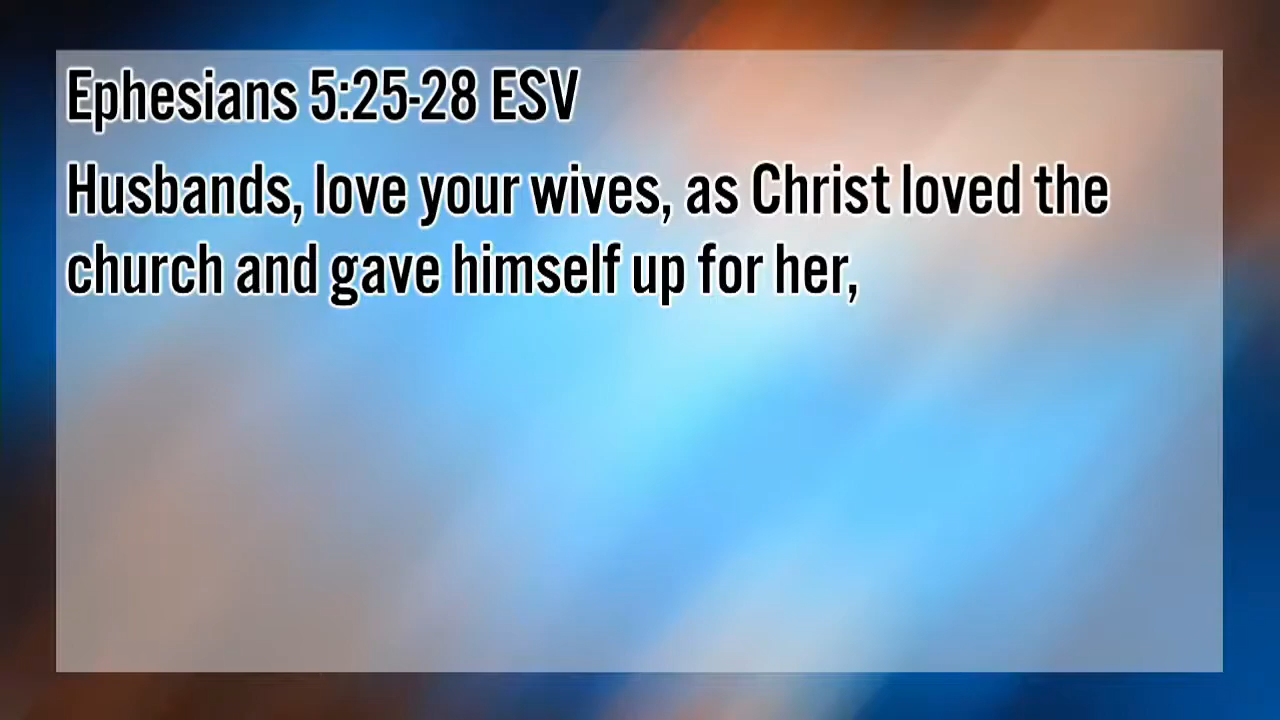 Ephesians 5:25-28 ESV
Husbands, love your wives, as Christ loved the
church and gave himself up for her,